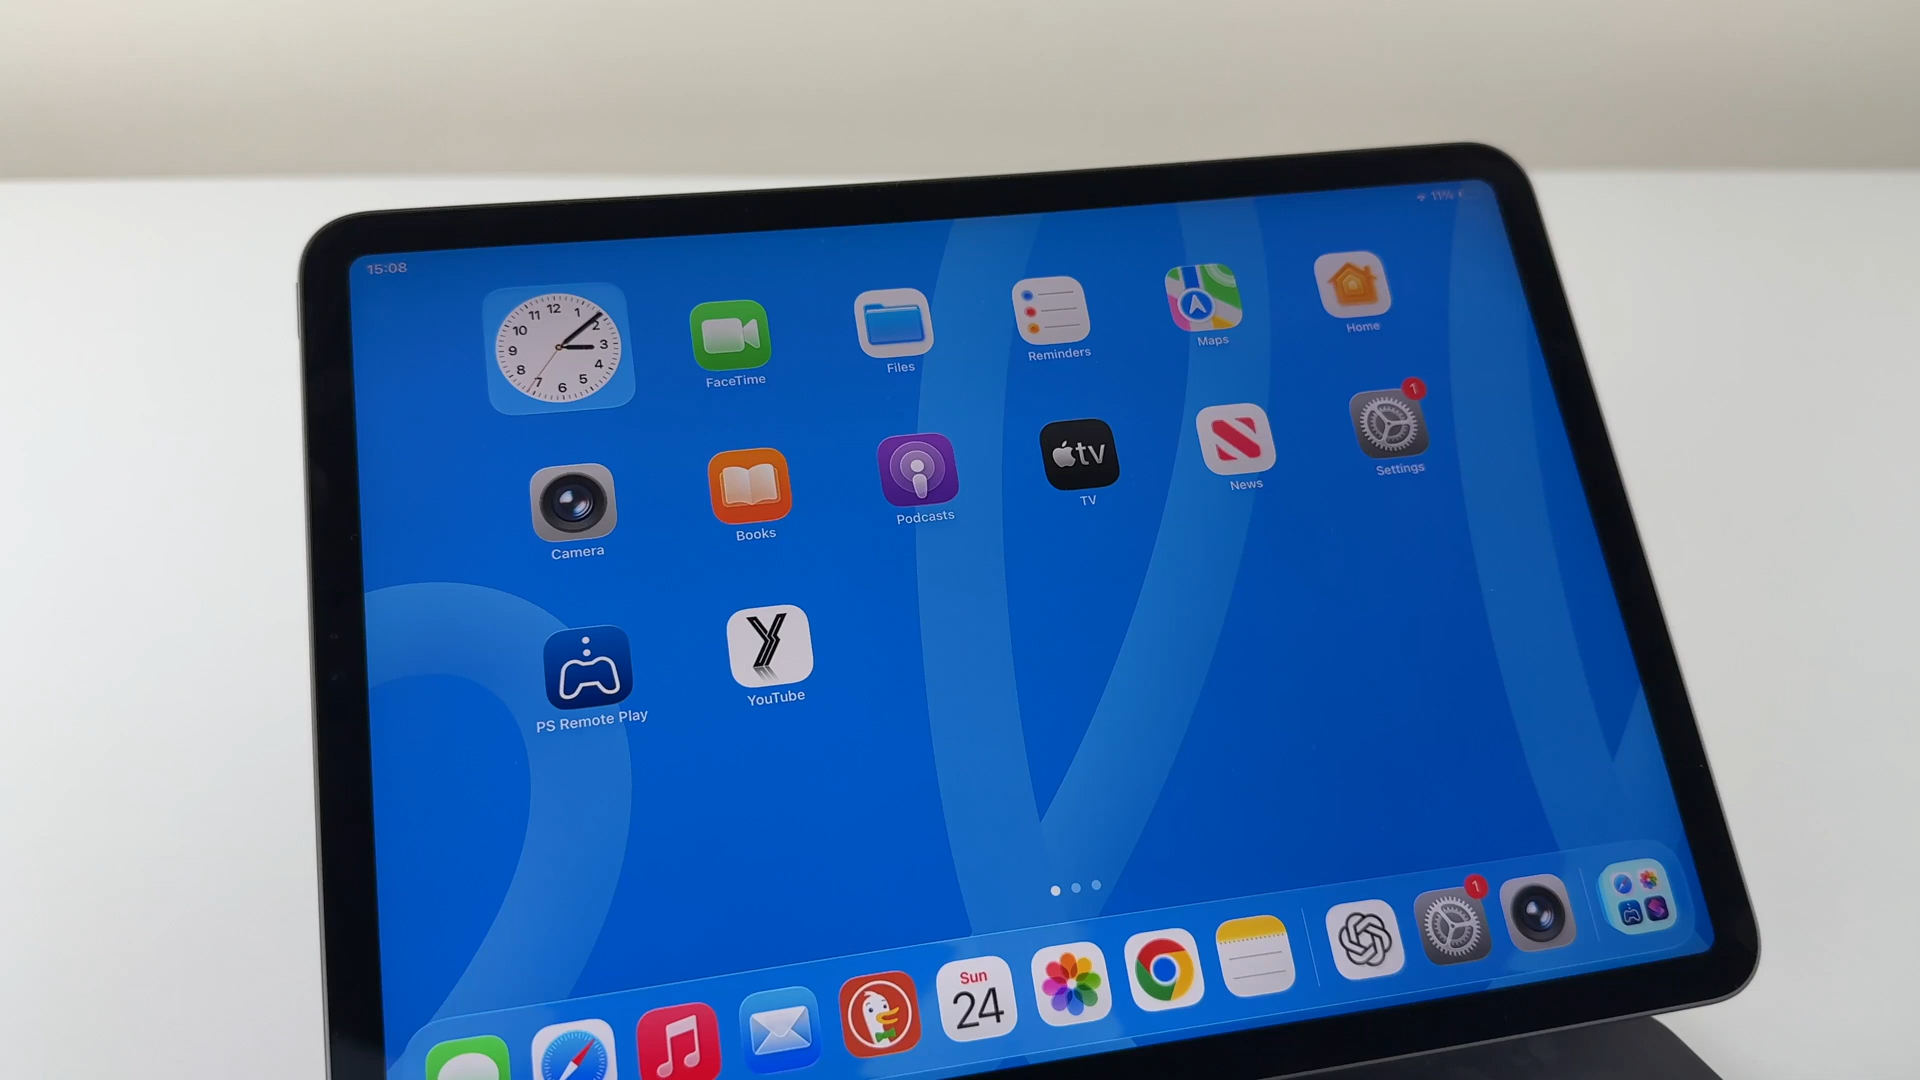 15:08
11%
12
1
2
3
4
5
6
7
8
9
10
11
FaceTime
Files
Reminders
Maps
Home
Camera
Books
Podcasts
tv
TV
News
1
Settings
PS Remote Play
Y
YouTube
Sun
24
1